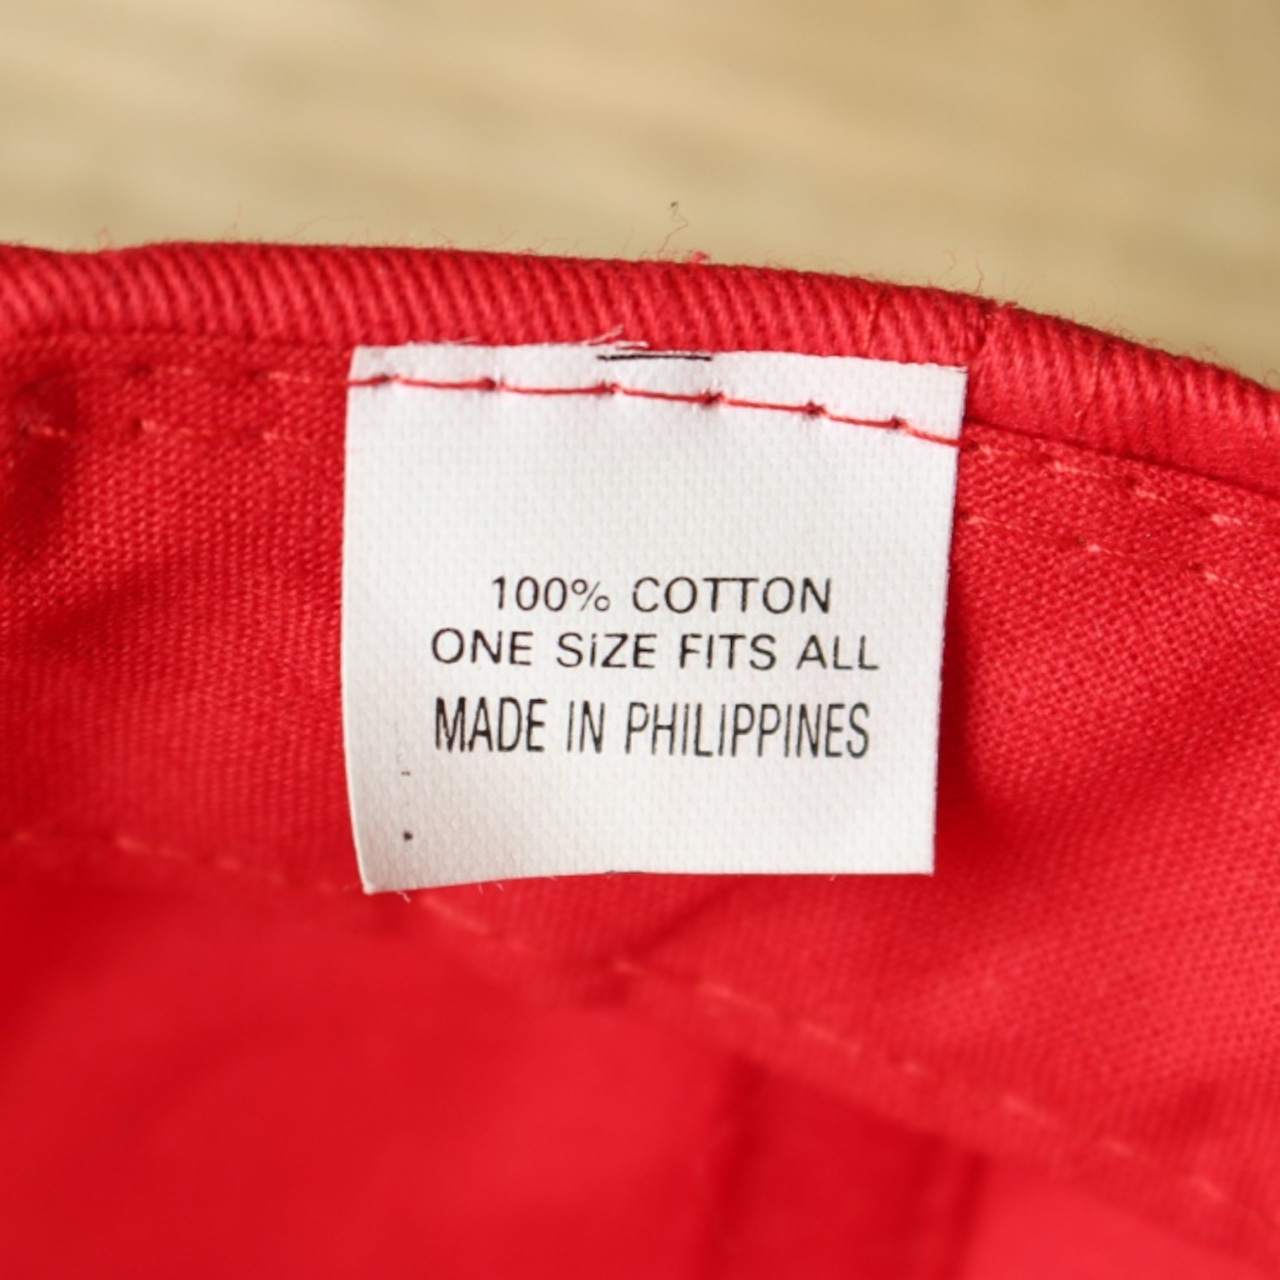 100% COTTON
ONE SiZE FITS ALL
MADE IN PHILIPPINES